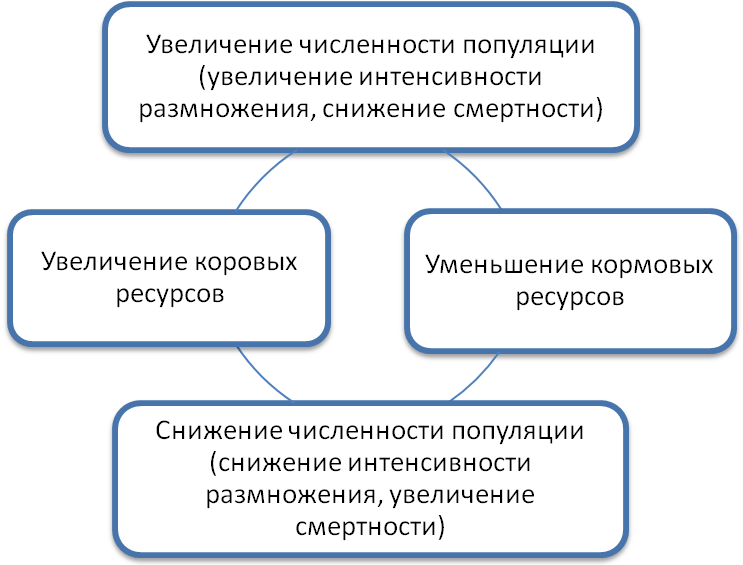 Увеличение численности популяции
(увеличение интенсивности
размножения, снижение смертности)
Увеличение коровых
ресурсов
Уменьшение кормовых
ресурсов
Снижение численности популяции
(снижение интенсивности
размножения, увеличение
смертности)